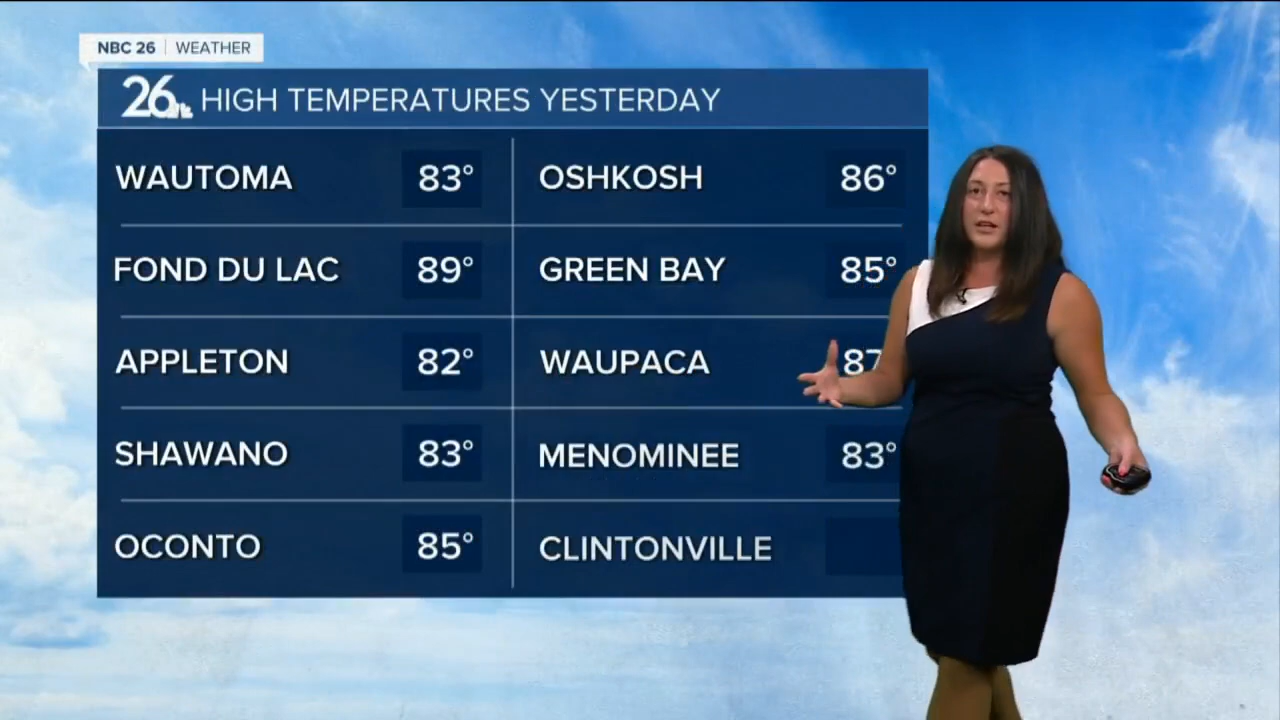 NBC 26 | WEATHER
26 HIGH TEMPERATURES YESTERDAY
WAUTOMA 83°
FOND DU LAC 89°
APPLETON 82°
SHAWANO 83°
OCONTO 85°
OSHKOSH 86°
GREEN BAY 85°
WAUPACA 87
MENOMINEE 83°
CLINTONVILLE